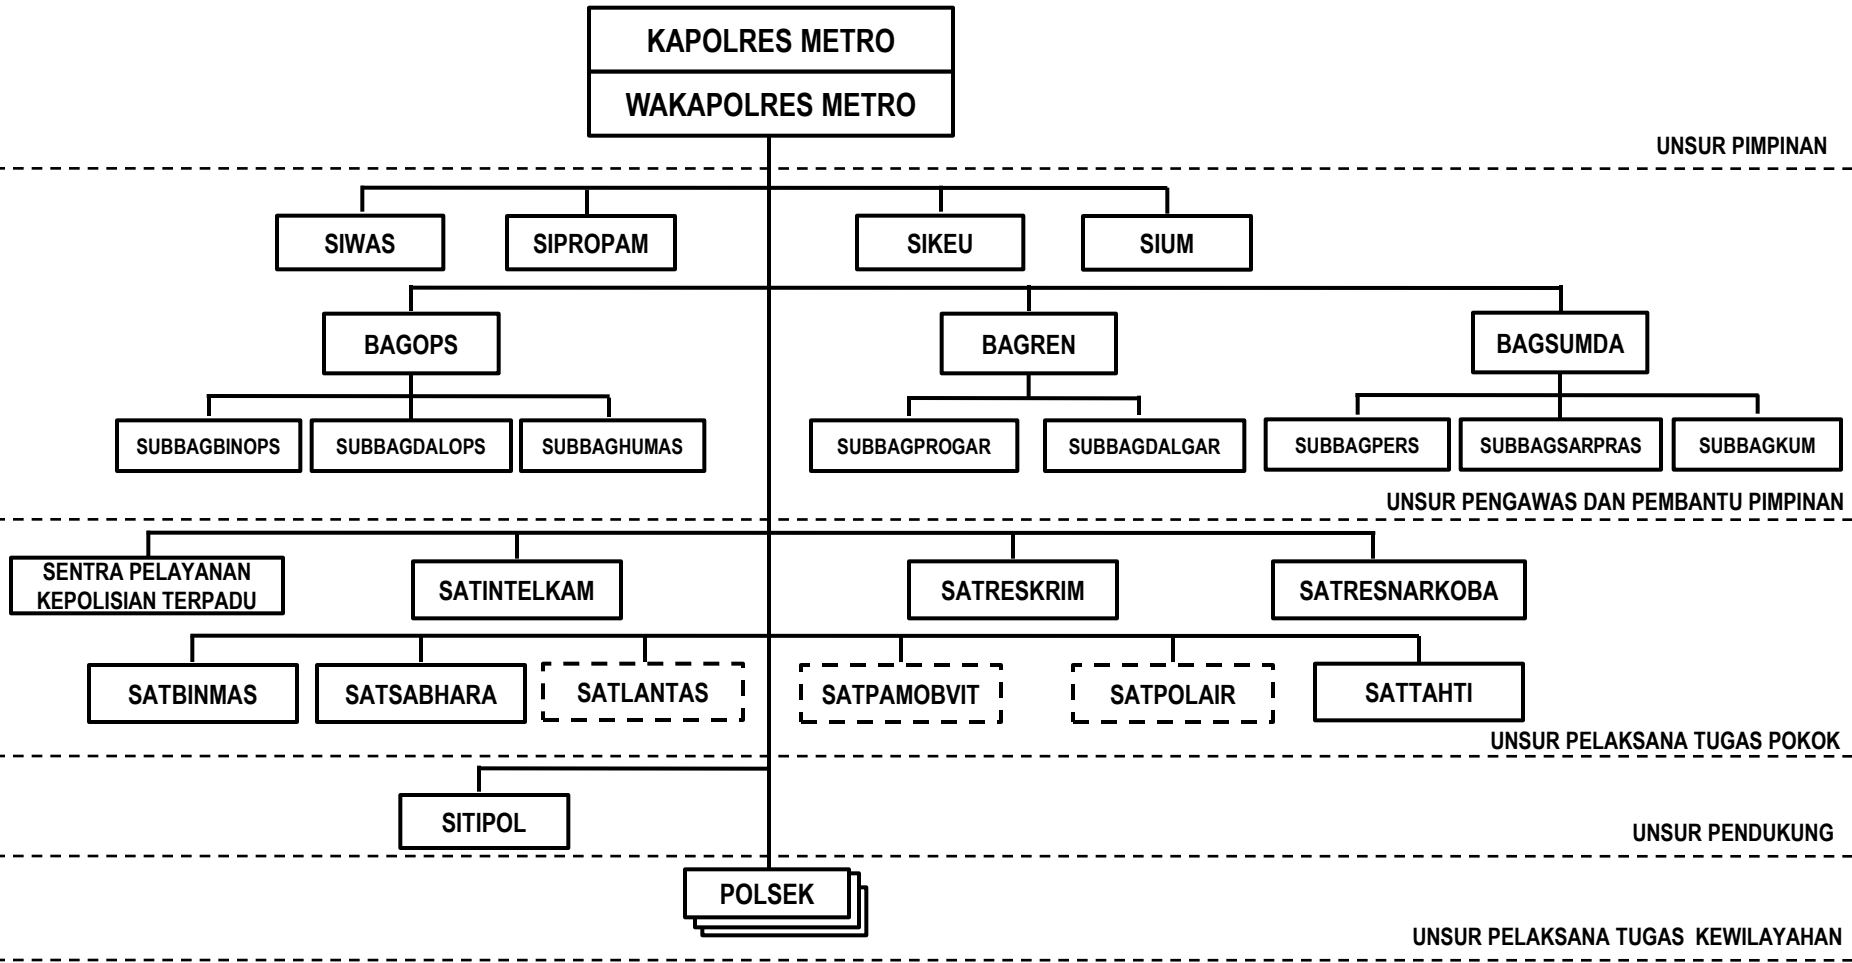 KAPOLRES METRO
WAKAPOLRES METRO
UNSUR PIMPINAN
SIWAS
SIPROPAM
SIKEU
SIUM
BAGOPS
BAGREN
BAGSUMDA
SUBBAGBINOPS
SUBBAGDALOPS
SUBBAGHUMAS
SUBBAGPROGAR
SUBBAGDALGAR
SUBBAGPERS
SUBBAGSARPRAS
SUBBAGKUM
UNSUR PENGAWAS DAN PEMBANTU PIMPINAN
SENTRA PELAYANAN
KEPOLISIAN TERPADU
SATINTELKAM
SATRESKRIM
SATRESNARKOBA
SATBINMAS
SATSABHARA
SATLANTAS
SATPAMOBVIT
SATPOLAIR
SATTAHTI
UNSUR PELAKSANA TUGAS POKOK
SITIPOL
UNSUR PENDUKUNG
POLSEK
UNSUR PELAKSANA TUGAS KEWILAYAHAN